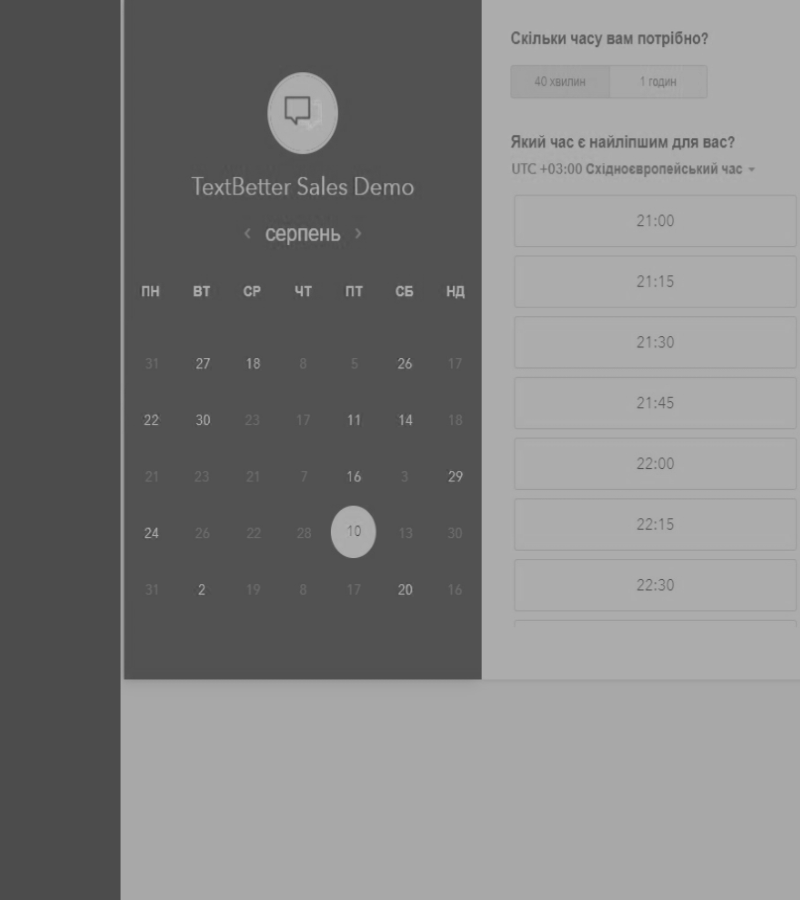 TextBetter Sales Demo
‹ серпень ›
ПН ВТ СР ЧТ ПТ СБ НД
31 27 18 8 5 26 17
22 30 23 17 11 14 18
21 23 21 7 16 3 29
24 26 22 28 10 13 30
31 2 19 8 17 20 16
Скільки часу вам потрібно?
40 хвилин 1 годин
Який час є найліпшим для вас?
UTC +03:00 Східноєвропейський час
21:00
21:15
21:30
21:45
22:00
22:15
22:30